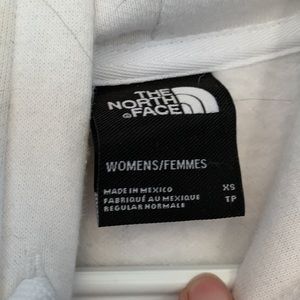 THE
NORTH
FACE
WOMENS/FEMMES
MADE IN MEXICO XS
FABRIQUÉ AU MEXIQUE TP
REGULAR NORMALE